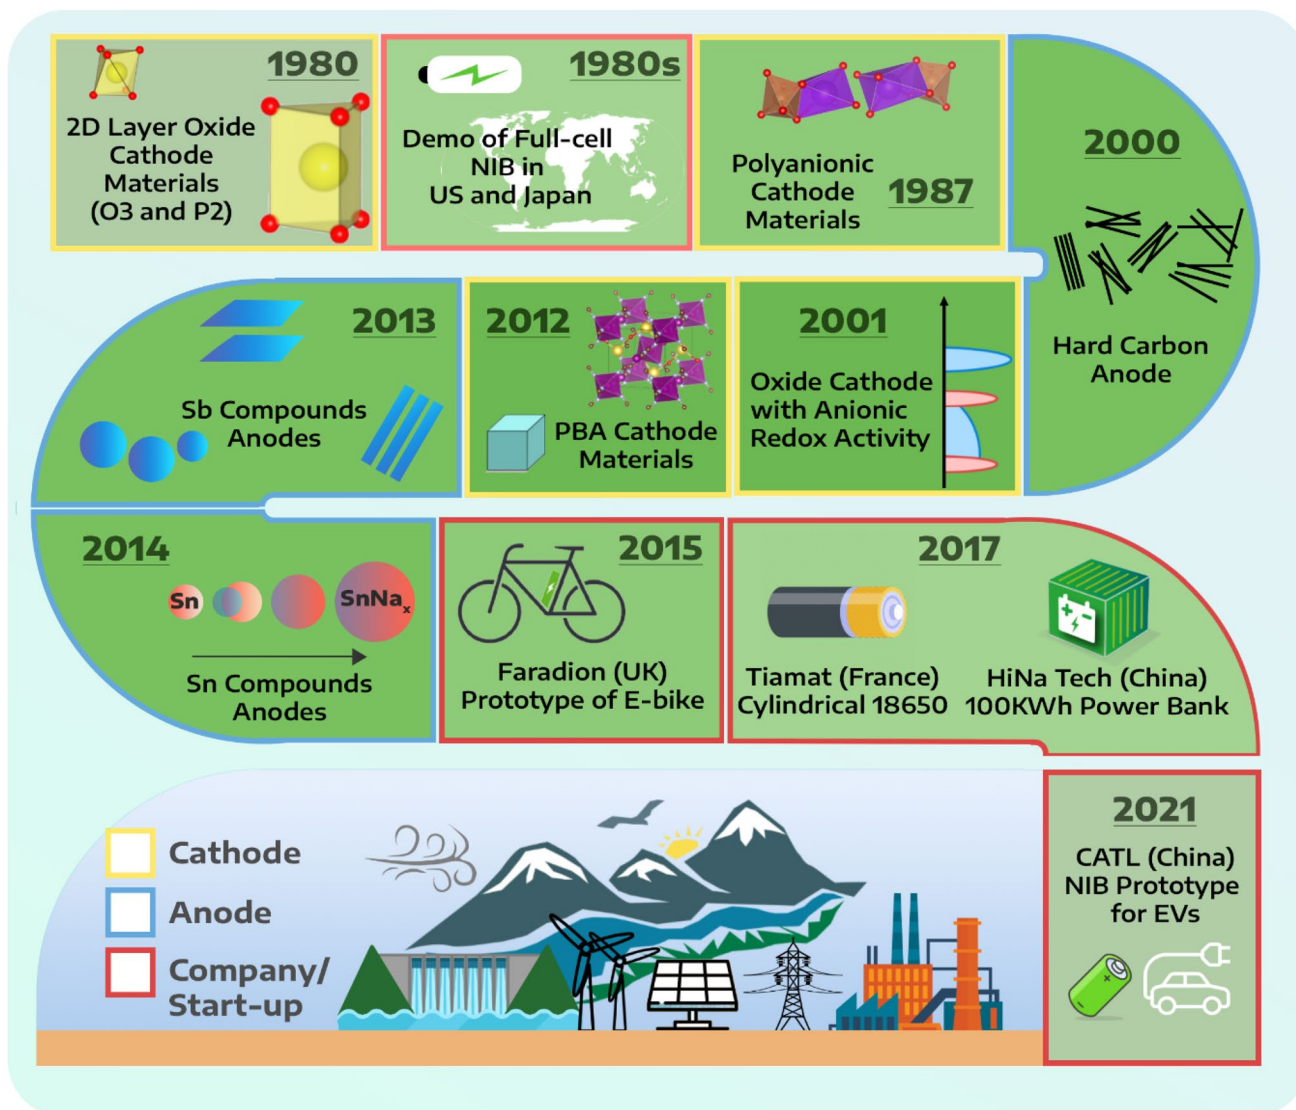 1980
2D Layer Oxide
Cathode
Materials
(O3 and P2)
1980s
Demo of Full-cell
NIB in
US and Japan
1987
Polyanionic
Cathode
Materials
2000
Hard Carbon
Anode
2001
Oxide Cathode
with Anionic
Redox Activity
2012
PBA Cathode
Materials
2013
Sb Compounds
Anodes
2014
Sn
SnNaₓ
Sn Compounds
Anodes
2015
Faradion (UK)
Prototype of E-bike
2017
Tiamat (France)
Cylindrical 18650
HiNa Tech (China)
100KWh Power Bank
2021
CATL (China)
NIB Prototype
for EVs
Cathode
Anode
Company/
Start-up